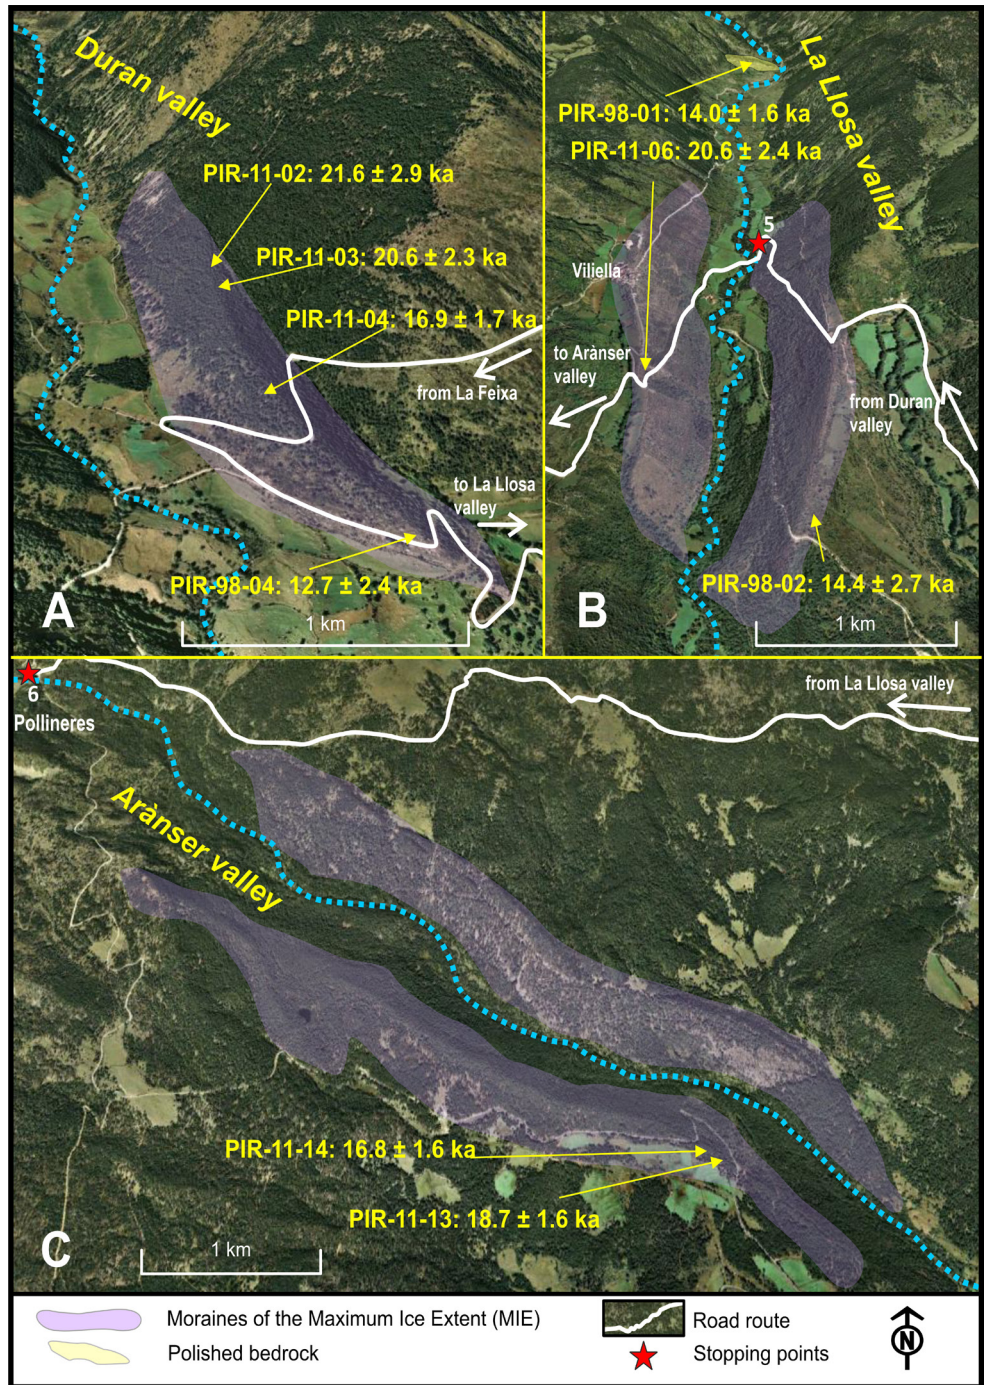 Duran valley
PIR-11-02: 21.6 ± 2.9 ka
PIR-11-03: 20.6 ± 2.3 ka
PIR-11-04: 16.9 ± 1.7 ka
from La Feixa
to La Llosa
valley
PIR-98-04: 12.7 ± 2.4 ka
A
1 km
La Llosa valley
PIR-98-01: 14.0 ± 1.6 ka
PIR-11-06: 20.6 ± 2.4 ka
5
Viliella
to Arànser
valley
from Duran
valley
PIR-98-02: 14.4 ± 2.7 ka
B
1 km
6
Pollineres
from La Llosa valley
Arànser valley
PIR-11-14: 16.8 ± 1.6 ka
PIR-11-13: 18.7 ± 1.6 ka
C
1 km
Moraines of the Maximum Ice Extent (MIE)
Polished bedrock
Road route
Stopping points
N